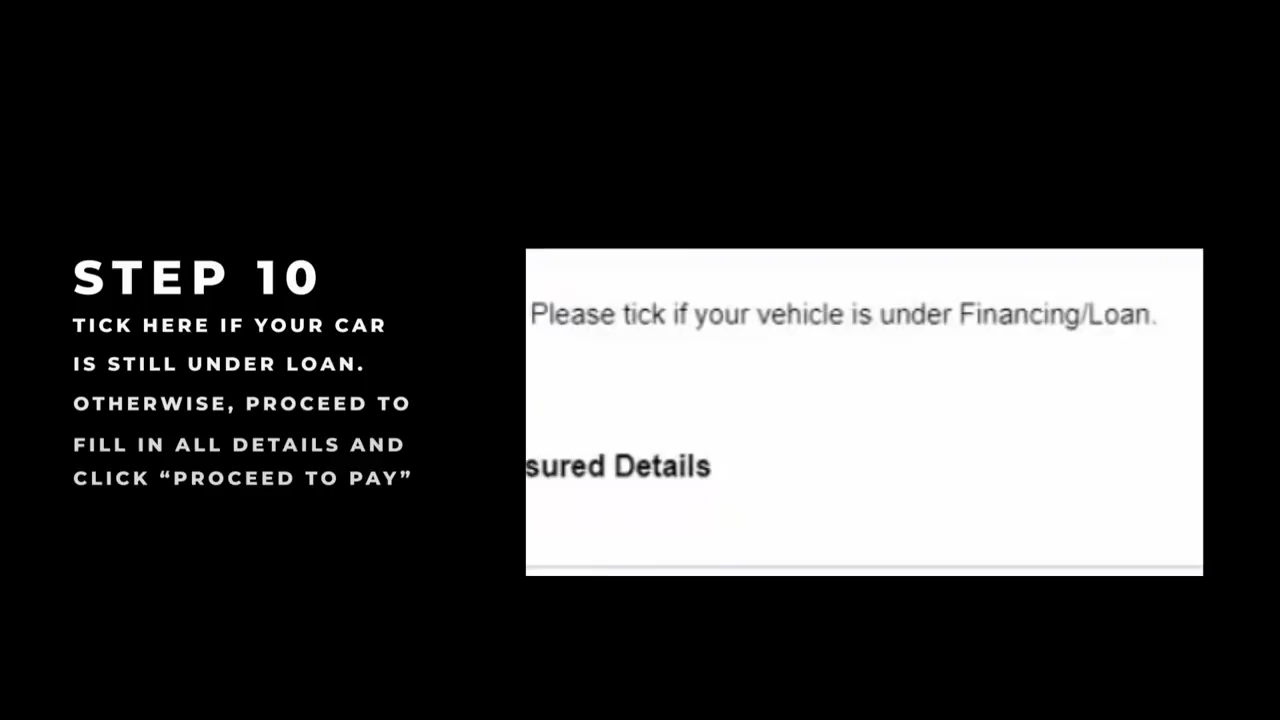 STEP 10
TICK HERE IF YOUR CAR
IS STILL UNDER LOAN.
OTHERWISE, PROCEED TO
FILL IN ALL DETAILS AND
CLICK “PROCEED TO PAY”
Please tick if your vehicle is under Financing/Loan.
sured Details